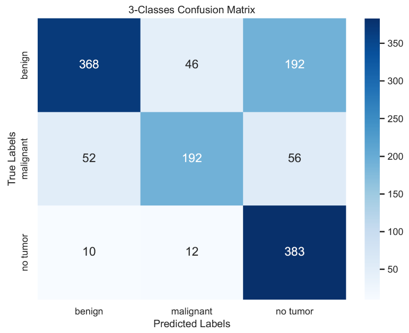 3-Classes Confusion Matrix
True Labels
benign
368 46 192
malignant
52 192 56
no tumor
10 12 383
benign malignant no tumor
Predicted Labels
350
300
250
200
150
100
50